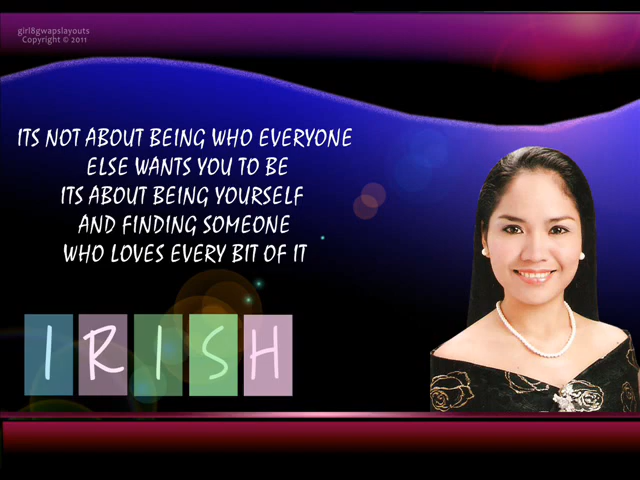 girl8gwapslayouts
Copyright © 2011
ITS NOT ABOUT BEING WHO EVERYONE
ELSE WANTS YOU TO BE
ITS ABOUT BEING YOURSELF
AND FINDING SOMEONE
WHO LOVES EVERY BIT OF IT
IRISH